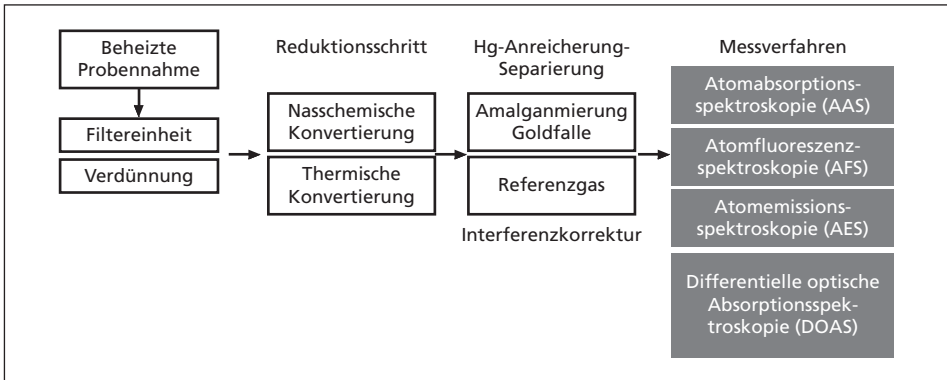 Beheizte
Probennahme
Filtereinheit
Verdünnung
Reduktionsschritt
Nasschemische
Konvertierung
Thermische
Konvertierung
Hg-Anreicherung-
Separierung
Amalganmierung
Goldfalle
Referenzgas
Interferenzkorrektur
Messverfahren
Atomabsorptions-
spektroskopie (AAS)
Atomfluoreszenz-
spektroskopie (AFS)
Atomemissions-
spektroskopie (AES)
Differentielle optische
Absorptionsspek-
troskopie (DOAS)